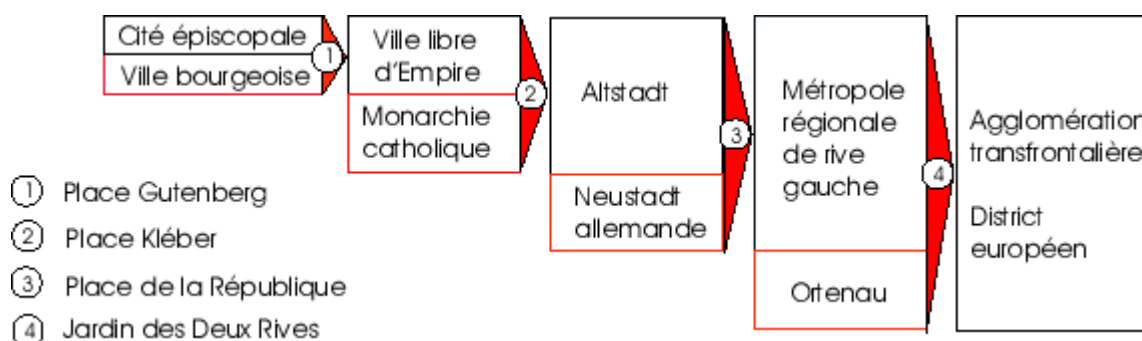 Cité épiscopale
Ville bourgeoise
1
Ville libre
d'Empire
Monarchie
catholique
2
Altstadt
Neustadt
allemande
3
Métropole
régionale
de rive
gauche
Ortenau
4
Agglomération
transfrontalière
District
européen
1 Place Gutenberg
2 Place Kléber
3 Place de la République
4 Jardin des Deux Rives